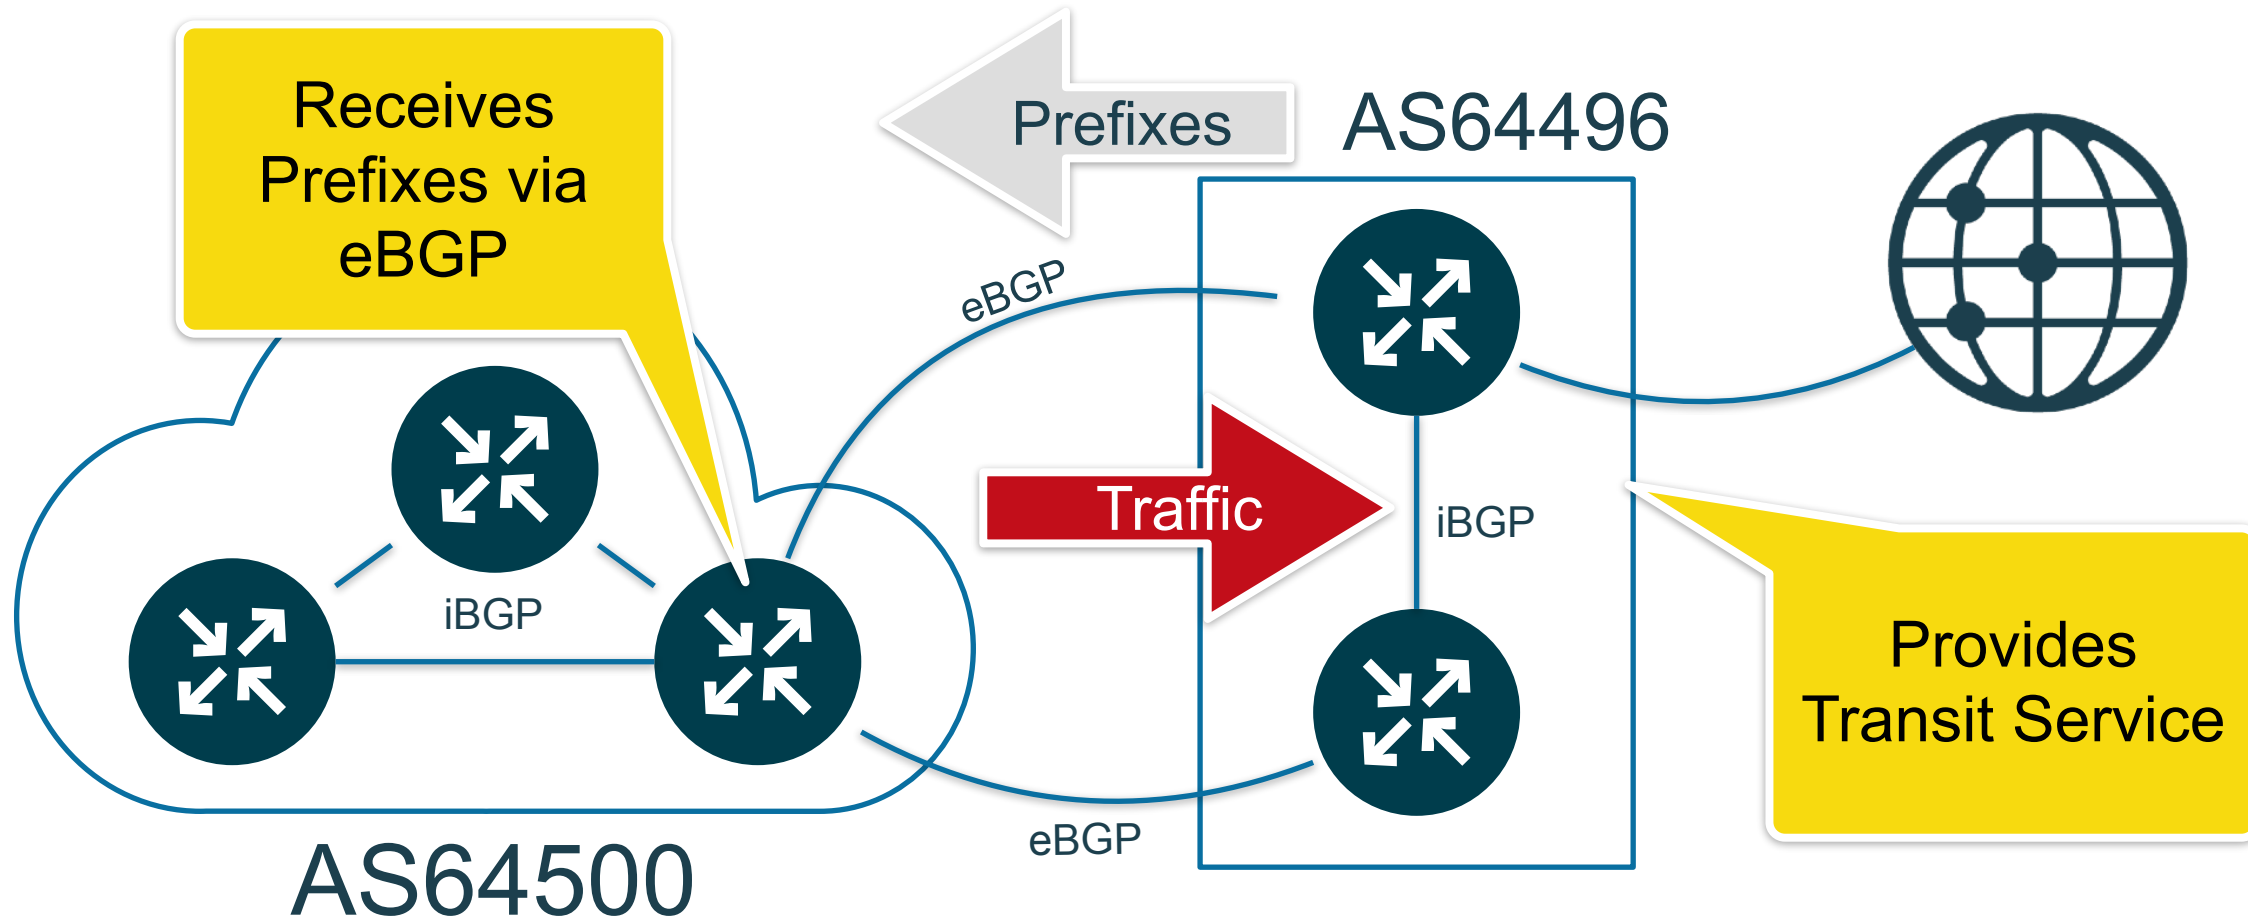 Receives
Prefixes via
eBGP
Prefixes
AS64496
eBGP
Traffic
iBGP
iBGP
Provides
Transit Service
eBGP
AS64500